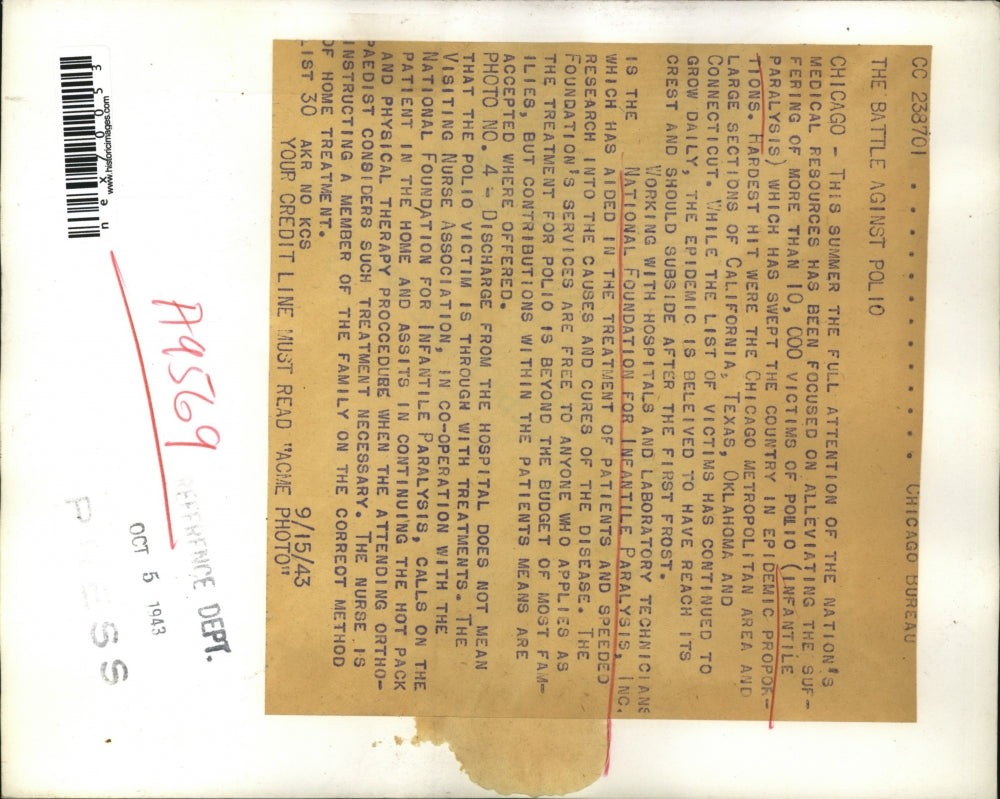 CC 238701 . . . . . . . . . CHICAGO BUREAU
THE BATTLE AGINST POLIO
CHICAGO - THIS SUMMER THE FULL ATTENTION OF THE NATION'S
MEDICAL RESOURCES HAS BEEN FOCUSED ON ALLEVIATING THE SUF-
FERING OF MORE THAN 10,000 VICTIMS OF POLIO (INFANTILE
PARALYSIS) WHICH HAS SWEPT THE COUNTRY IN EPIDEMIC PROPOR-
TIONS. HARDEST HIT WERE THE CHICAGO METROPOLITAN AREA AND
LARGE SECTIONS OF CALIFORNIA, TEXAS, OKLAHOMA AND
CONNECTICUT. WHILE THE LIST OF VICTIMS HAS CONTINUED TO
GROW DAILY, THE EPIDEMIC IS BELEIVED TO HAVE REACH ITS
CREST AND SHOULD SUBSIDE AFTER THE FIRST FROST.
WORKING WITH HOSPITALS AND LABORATORY TECHNICIANS
IS THE NATIONAL FOUNDATION FOR INFANTILE PARALYSIS, INC.
WHICH HAS AIDED IN THE TREATMENT OF PATIENTS AND SPEEDED
RESEARCH INTO THE CAUSES AND CURES OF THE DISEASE. THE
FOUNDATION'S SERVICES ARE FREE TO ANYONE WHO APPLIES AS
THE TREATMENT FOR POLIO IS BEYOND THE BUDGET OF MOST FAM-
ILIES, BUT CONTRIBUTIONS WITHIN THE PATIENTS MEANS ARE
ACCEPTED WHERE OFFERED.
PHOTO NO. 4 - DISCHARGE FROM THE HOSPITAL DOES NOT MEAN
THAT THE POLIO VICTIM IS THROUGH WITH TREATMENTS. THE
VISITING NURSE ASSOCIATION, IN CO-OPERATION WITH THE
NATIONAL FOUNDATION FOR INFANTILE PARALYSIS, CALLS ON THE
PATIENT IN THE HOME AND ASSITS IN CONTINUING THE HOT PACK
AND PHYSICAL THERAPY PROCCEDURE WHEN THE ATTENDING ORTHO-
PAEDIST CONSIDERS SUCH TREATMENT NECESSARY. THE NURSE IS
INSTRUCTING A MEMBER OF THE FAMILY ON THE CORREOT METHOD
OF HOME TREATMENT.
LIST 30 AKR NO KCS 9/15/43
YOUR CREDIT LINE MUST READ "ACME PHOTO"
A9569
REFERENCE DEPT.
OCT 5 1943
PRESS
www.historicimages.com
nex70053